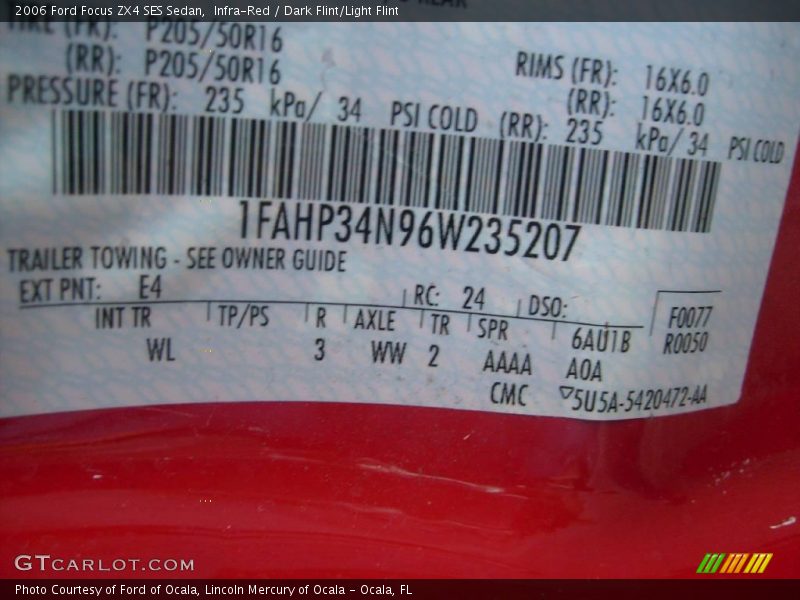 2006 Ford Focus ZX4 SES Sedan,  Infra-Red / Dark Flint/Light Flint
TIRE (FR): P205/50R16 RIMS (FR): 16X6.0
(RR): P205/50R16 (RR): 16X6.0
PRESSURE (FR): 235 kPa/ 34 PSI COLD (RR): 235 kPa/ 34 PSI COLD
1FAHP34N96W235207
TRAILER TOWING - SEE OWNER GUIDE
EXT PNT: E4 RC: 24 DSO: F0077
INT TR TP/PS R AXLE TR SPR 6AU1B R0050
WL 3 WW 2 AAAA A0A
CMC 5U5A-5420472-AA
GTCARLOT.COM
Photo Courtesy of Ford of Ocala, Lincoln Mercury of Ocala - Ocala, FL